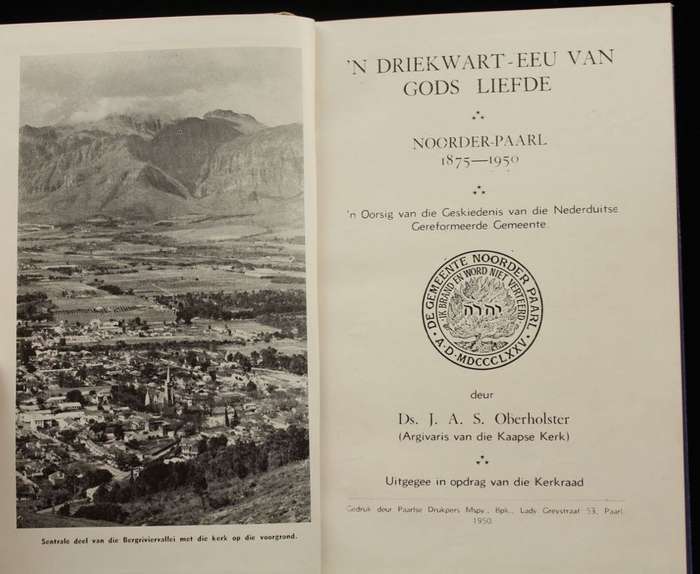 Sentrale deel van die Bergriviervallei met die kerk op die voorgrond.
'N DRIEKWART-EEU VAN
GODS LIEFDE
NOORDER-PAARL
1875—1950
'n Oorsig van die Geskiedenis van die Nederduitse
Gereformeerde Gemeente
DE GEMEENTE NOORDER PAARL
IK BRAND EN WORD NIET VERTEERD
יהוה
A·D·MDCCCLXXV·
deur
Ds. J. A. S. Oberholster
(Argivaris van die Kaapse Kerk)
Uitgegee in opdrag van die Kerkraad
Gedruk deur Paarlse Drukpers Mspy., Bpk., Lady Greystraat 53, Paarl.
1950.